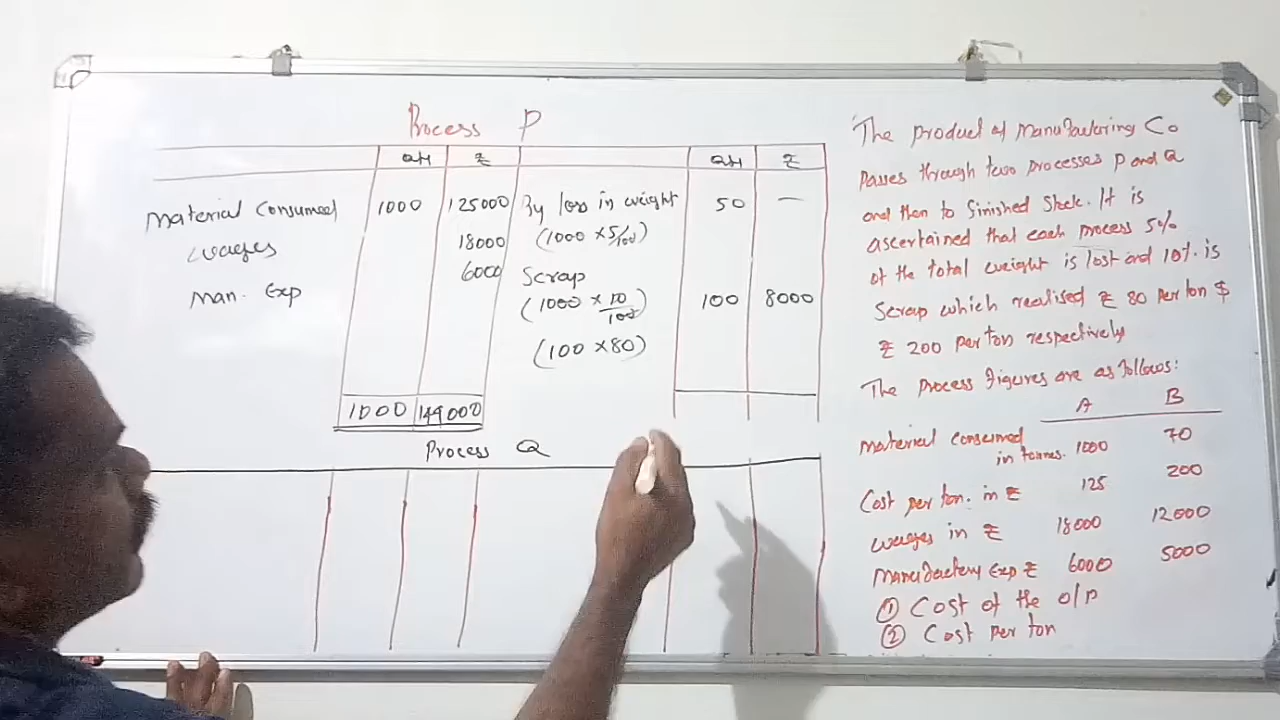 Process P
Qty ₹ Qty ₹
Material Consumed 1000 125000 By loss in weight 50 —
(1000 × 5/100)
Wages 18000
Man. Exp 6000 Scrap
(1000 × 10/100) 100 8000
(100 × 80)
1000 149000
Process Q
The product of manufactering Co
passes through two processes P and Q
and then to finished stock. It is
ascertained that each process 5%
of the total weight is lost and 10% is
Scrap which realised ₹ 80 per ton $
₹ 200 per ton respectively
The process figures are as follows:
A B
Material Consumed
in tonnes. 1000 70
Cost per ton. in ₹ 125 200
wages in ₹ 18000 12000
Manufactery Exp ₹ 6000 5000
① Cost of the o/p
② Cost per ton